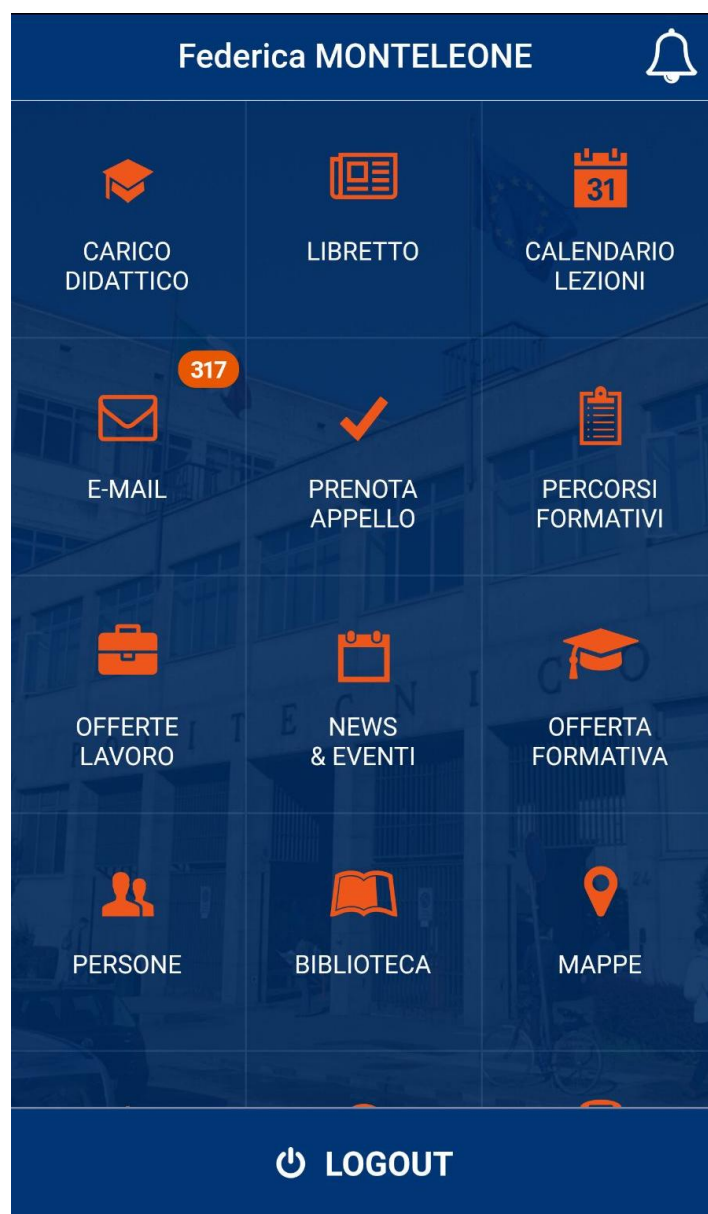 Federica MONTELEONE
CARICO
DIDATTICO
LIBRETTO
31
CALENDARIO
LEZIONI
317
E-MAIL
PRENOTA
APPELLO
PERCORSI
FORMATIVI
OFFERTE
LAVORO
NEWS
& EVENTI
OFFERTA
FORMATIVA
I T E C N I C O
PERSONE
BIBLIOTECA
MAPPE
24
LOGOUT